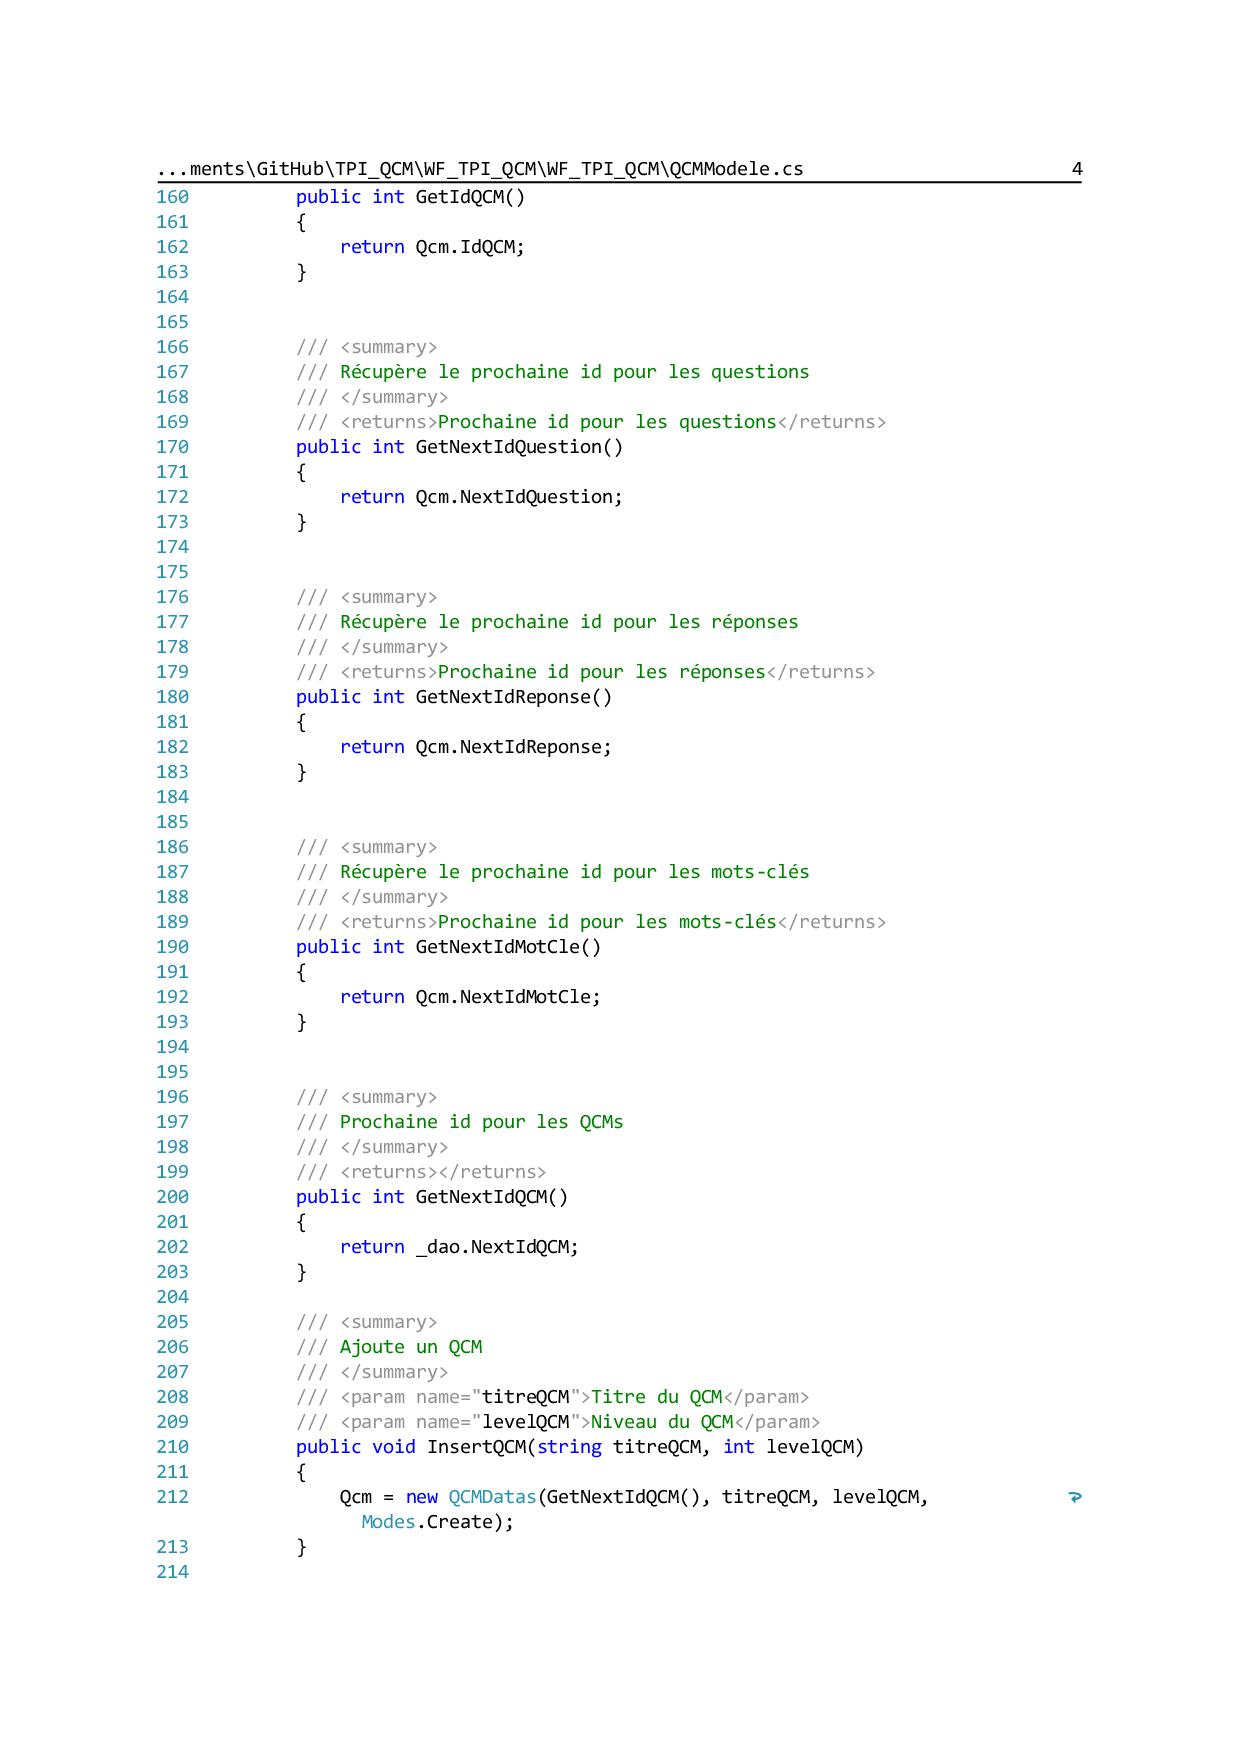 ...ments\GitHub\TPI_QCM\WF_TPI_QCM\WF_TPI_QCM\QCMModele.cs 4
160 public int GetIdQCM()
161 {
162 return Qcm.IdQCM;
163 }
164
165
166 /// <summary>
167 /// Récupère le prochaine id pour les questions
168 /// </summary>
169 /// <returns>Prochaine id pour les questions</returns>
170 public int GetNextIdQuestion()
171 {
172 return Qcm.NextIdQuestion;
173 }
174
175
176 /// <summary>
177 /// Récupère le prochaine id pour les réponses
178 /// </summary>
179 /// <returns>Prochaine id pour les réponses</returns>
180 public int GetNextIdReponse()
181 {
182 return Qcm.NextIdReponse;
183 }
184
185
186 /// <summary>
187 /// Récupère le prochaine id pour les mots-clés
188 /// </summary>
189 /// <returns>Prochaine id pour les mots-clés</returns>
190 public int GetNextIdMotCle()
191 {
192 return Qcm.NextIdMotCle;
193 }
194
195
196 /// <summary>
197 /// Prochaine id pour les QCMs
198 /// </summary>
199 /// <returns></returns>
200 public int GetNextIdQCM()
201 {
202 return _dao.NextIdQCM;
203 }
204
205 /// <summary>
206 /// Ajoute un QCM
207 /// </summary>
208 /// <param name="titreQCM">Titre du QCM</param>
209 /// <param name="levelQCM">Niveau du QCM</param>
210 public void InsertQCM(string titreQCM, int levelQCM)
211 {
212 Qcm = new QCMDatas(GetNextIdQCM(), titreQCM, levelQCM,
Modes.Create);
213 }
214